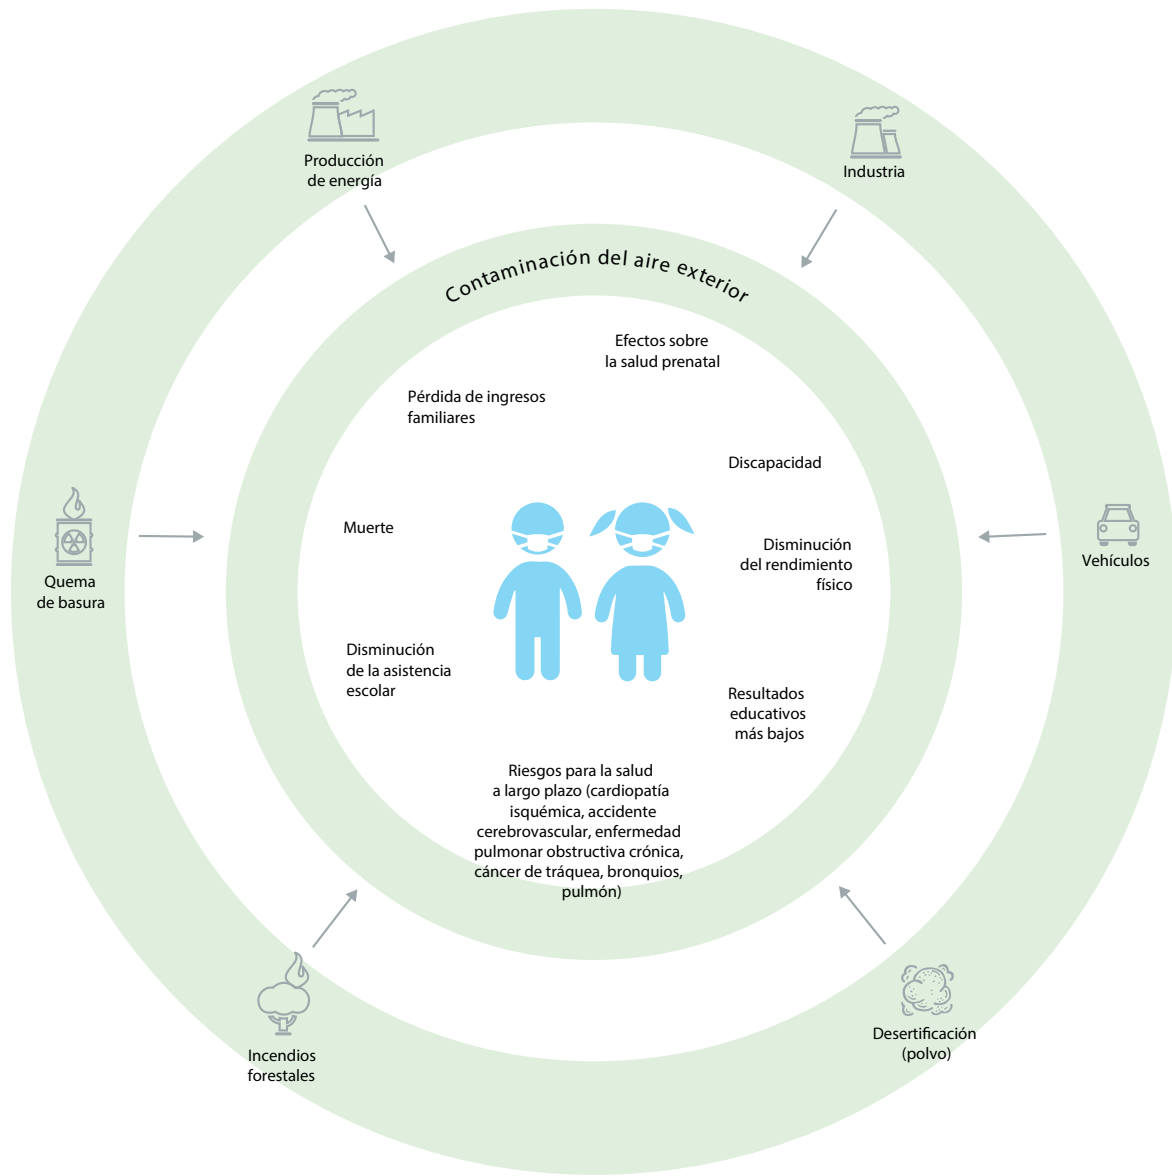 Producción
de energía
Industria
Contaminación del aire exterior
Efectos sobre
la salud prenatal
Pérdida de ingresos
familiares
Discapacidad
Muerte
Disminución
del rendimiento
físico
Vehículos
Quema
de basura
Disminución
de la asistencia
escolar
Resultados
educativos
más bajos
Riesgos para la salud
a largo plazo (cardiopatía
isquémica, accidente
cerebrovascular, enfermedad
pulmonar obstructiva crónica,
cáncer de tráquea, bronquios,
pulmón)
Incendios
forestales
Desertificación
(polvo)